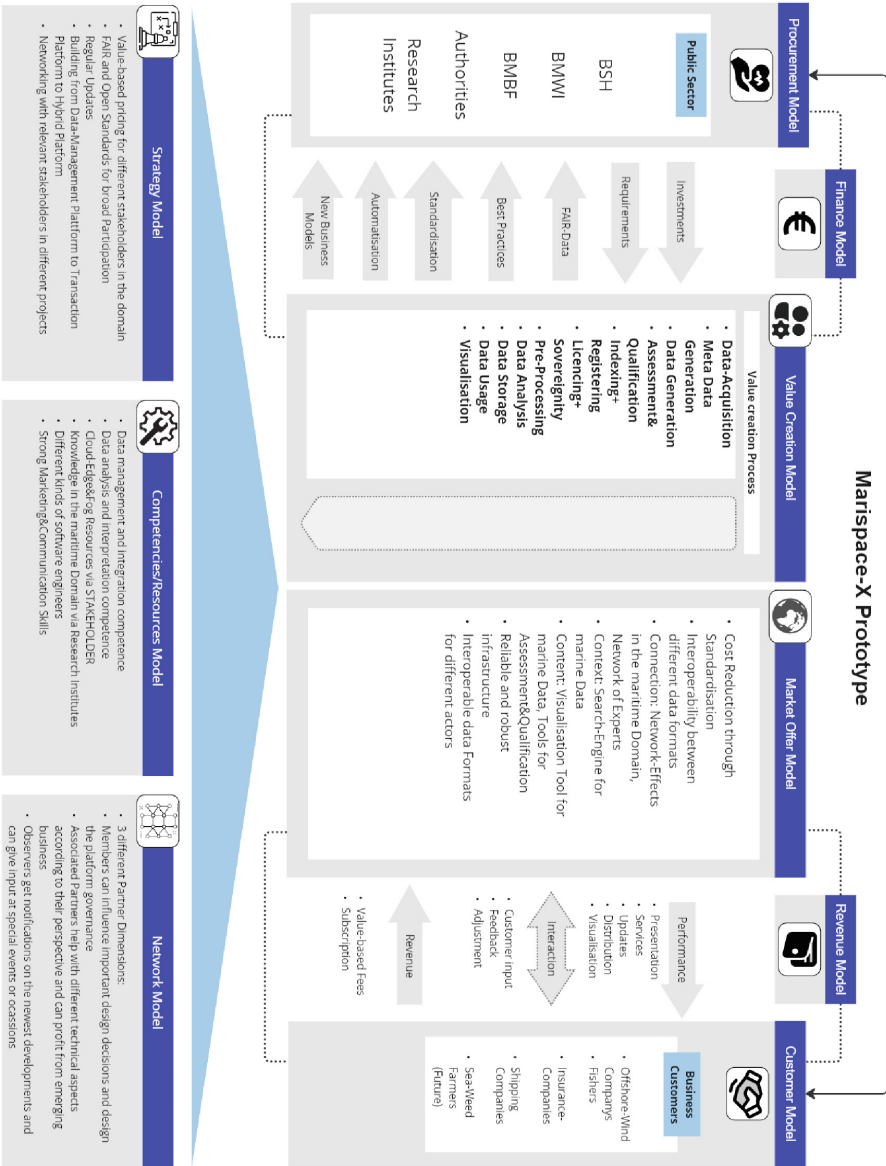 Marispace-X Prototype
Procurement Model
Public Sector
BSH
BMWI
BMBF
Authorities
Research
Institutes
Finance Model
€
Investments
Requirements
FAIR-Data
Best Practices
Standardisation
Automatisation
New Business
Models
Value Creation Model
Value creation Process
• Data-Acquisition
• Meta Data
Generation
• Data Generation
• Assessment&
Qualification
• Indexing+
Registering
• Licencing+
Sovereignity
• Pre-Processing
• Data Analysis
• Data Storage
• Data Usage
• Visualisation
Market Offer Model
• Cost Reduction through
Standardisation
• Interoperability between
different data formats
• Connection: Network-Effects
in the maritime Domain,
Network of Experts
• Context: Search-Engine for
marine Data
• Content: Visualisation Tool for
marine Data, Tools for
Assessment&Qualification
• Reliable and robust
infrastructure
• Interoperable data Formats
for different actors
Revenue Model
Performance
• Presentation
• Services
• Updates
• Distribution
• Visualisation
Interaction
• Customer input
• Feedback
• Adjustment
Revenue
• Value-based Fees
• Subscription
Customer Model
Business
Customers
• Offshore-Wind
Companys
• Fishers
• Insurance-
Companies
• Shipping
Companies
• Sea-Weed
Farmers
(Future)
Strategy Model
• Value-based pricing for different stakeholders in the domain
• FAIR and Open Standards for broad Participation
• Regular Updates
• Building from Data-Management Plattform to Transaction
Platform to Hybrid Platform
• Networking with relevant stakeholders in different projects
Competencies/Resources Model
• Data management and integration competence
• Data analysis and interpretation competence
• Cloud-Edge&Fog Resources via STAKEHOLDER
• Knowledge in the maritime Domain via Research Institutes
• Different kinds of software engineers
• Strong Marketing&Communication Skills
Network Model
• 3 different Partner Dimensions:
• Members can influence important design decisions and design
the platform governance
• Associated Partners help with different technical aspects
according to their perspective and can profit from emerging
business
• Observers get notifications on the newest developments and
can give input at special events or ocassions